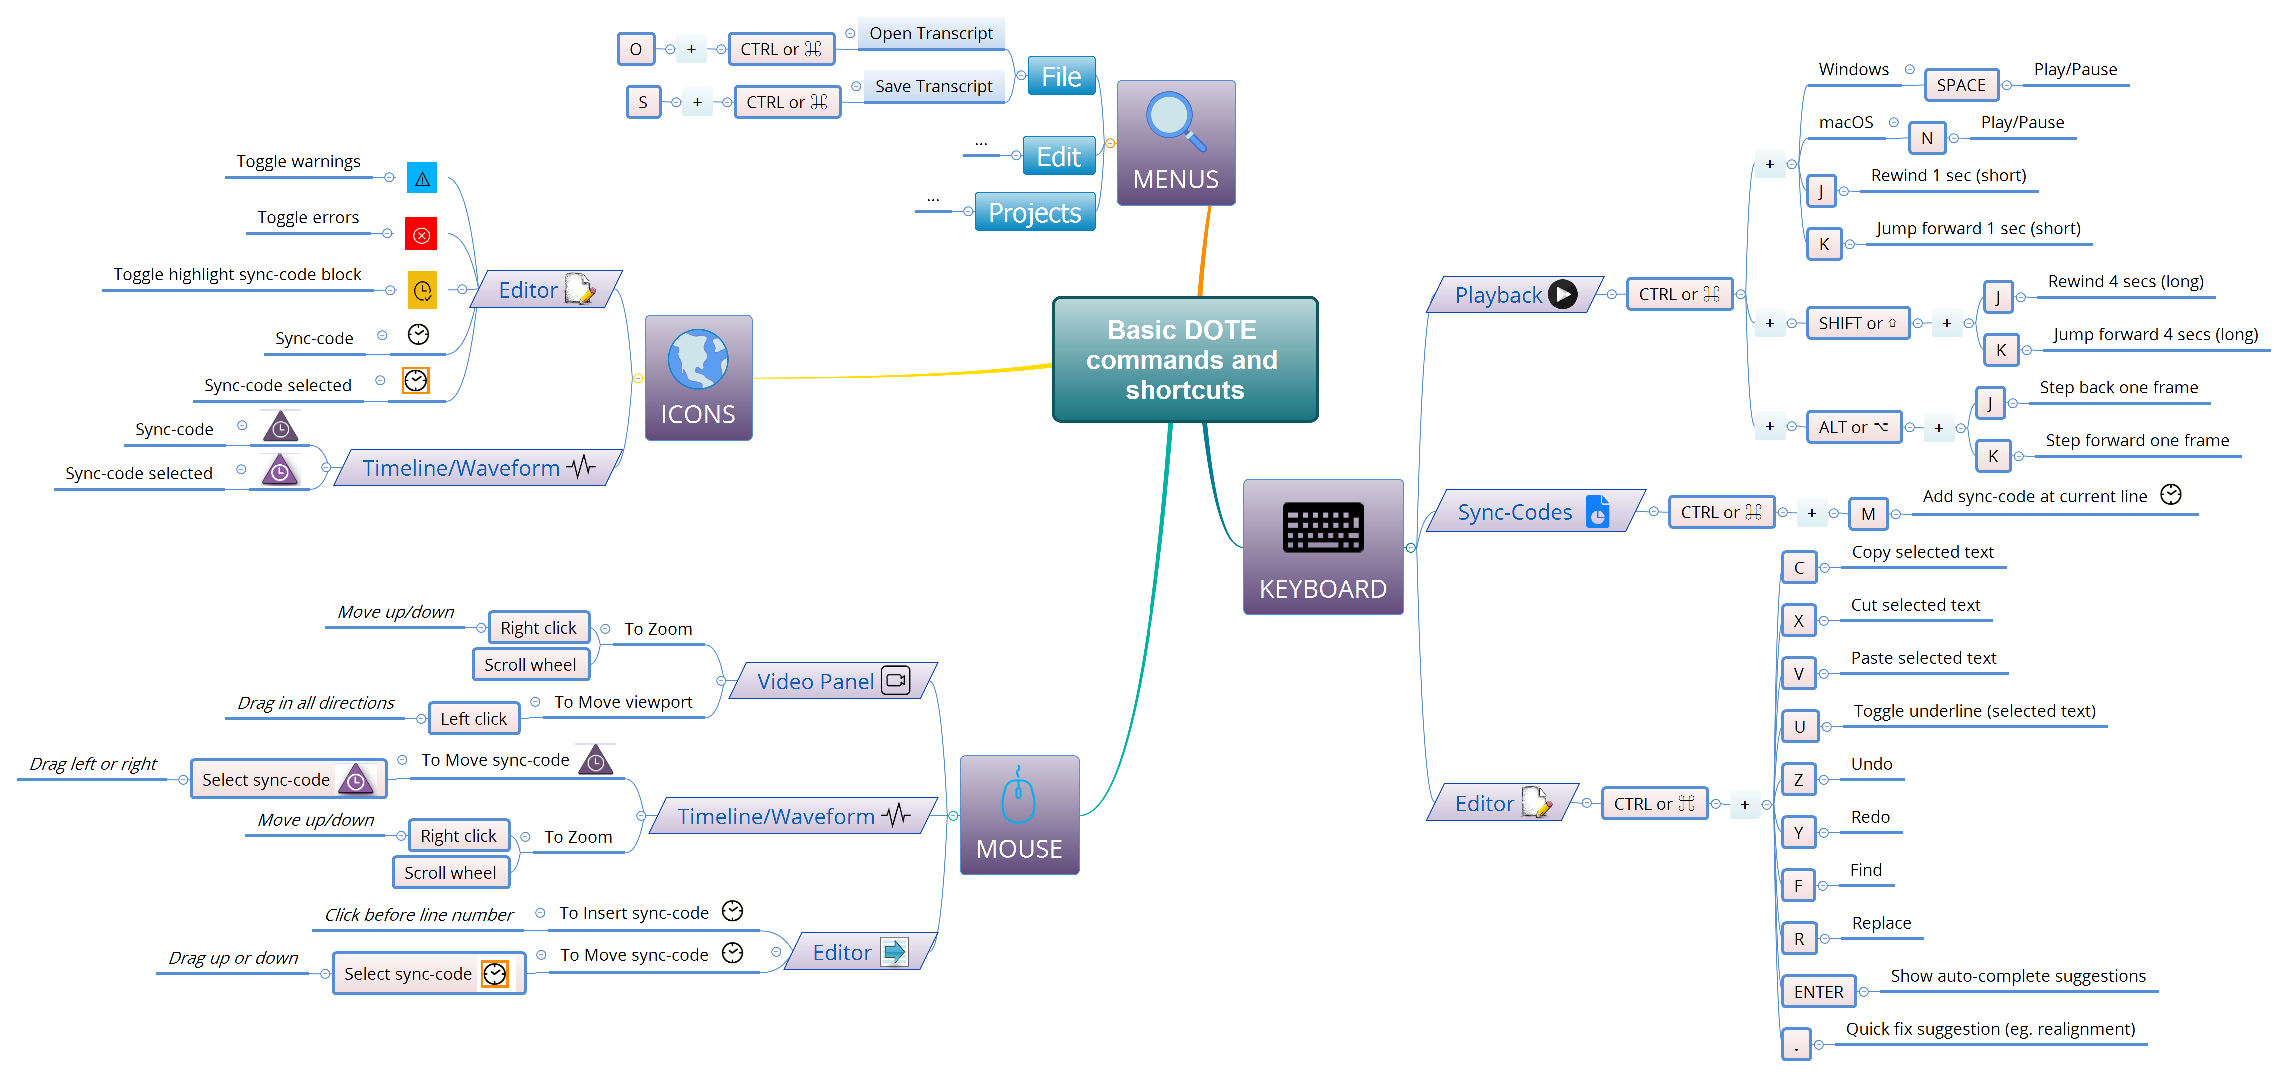 Basic DOTE
commands and
shortcuts
MENUS
File
Open Transcript
CTRL or ⌘
+
O
Save Transcript
CTRL or ⌘
+
S
Edit
...
Projects
...
ICONS
Editor
Toggle warnings
Toggle errors
Toggle highlight sync-code block
Sync-code
Sync-code selected
Timeline/Waveform
Sync-code
Sync-code selected
KEYBOARD
Playback
CTRL or ⌘
+
Windows
SPACE
Play/Pause
macOS
N
Play/Pause
J
Rewind 1 sec (short)
K
Jump forward 1 sec (short)
+
SHIFT or ⇧
+
J
Rewind 4 secs (long)
K
Jump forward 4 secs (long)
+
ALT or ⌥
+
J
Step back one frame
K
Step forward one frame
Sync-Codes
CTRL or ⌘
+
M
Add sync-code at current line
Editor
CTRL or ⌘
+
C
Copy selected text
X
Cut selected text
V
Paste selected text
U
Toggle underline (selected text)
Z
Undo
Y
Redo
F
Find
R
Replace
ENTER
Show auto-complete suggestions
.
Quick fix suggestion (eg. realignment)
MOUSE
Video Panel
To Zoom
Right click
Move up/down
Scroll wheel
To Move viewport
Left click
Drag in all directions
Timeline/Waveform
To Move sync-code
Select sync-code
Drag left or right
To Zoom
Right click
Move up/down
Scroll wheel
Editor
To Insert sync-code
Click before line number
To Move sync-code
Select sync-code
Drag up or down